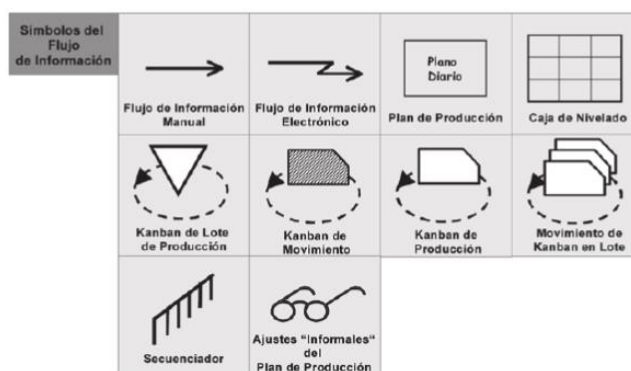 Símbolos del
Flujo
de Información
Flujo de Información
Manual
Flujo de Información
Electrónico
Plano
Diario
Plan de Producción
Caja de Nivelado
Kanban de Lote
de Producción
Kanban de
Movimiento
Kanban de
Producción
Movimiento de
Kanban en Lote
Secuenciador
Ajustes "Informales"
del
Plan de Producción